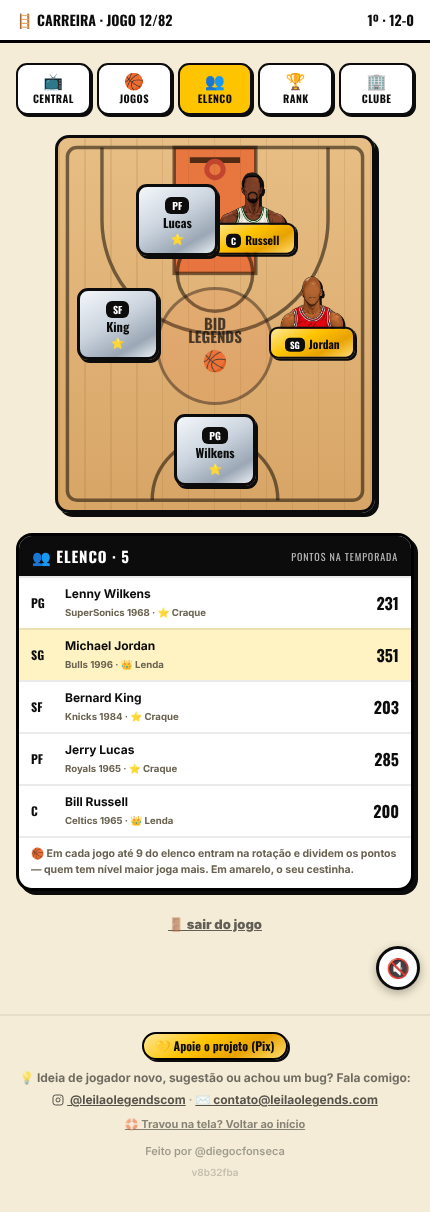 🪜 CARREIRA · JOGO 12/82
1º · 12-0
📺 CENTRAL
🏀 JOGOS
👥 ELENCO
🏆 RANK
🏢 CLUBE
PF
Lucas
⭐
C Russell
SF
King
⭐
SG Jordan
BID
LEGENDS
🏀
PG
Wilkens
⭐
👥 ELENCO · 5
PONTOS NA TEMPORADA
PG
Lenny Wilkens
SuperSonics 1968 · ⭐ Craque
231
SG
Michael Jordan
Bulls 1996 · 👑 Lenda
351
SF
Bernard King
Knicks 1984 · ⭐ Craque
203
PF
Jerry Lucas
Royals 1965 · ⭐ Craque
285
C
Bill Russell
Celtics 1965 · 👑 Lenda
200
🏀 Em cada jogo até 9 do elenco entram na rotação e dividem os pontos
— quem tem nível maior joga mais. Em amarelo, o seu cestinha.
🚪 sair do jogo
💛 Apoie o projeto (Pix)
💡 Ideia de jogador novo, sugestão ou achou um bug? Fala comigo:
@leilaolegendscom · ✉️ contato@leilaolegends.com
🛟 Travou na tela? Voltar ao início
Feito por @diegocfonseca
v8b32fba